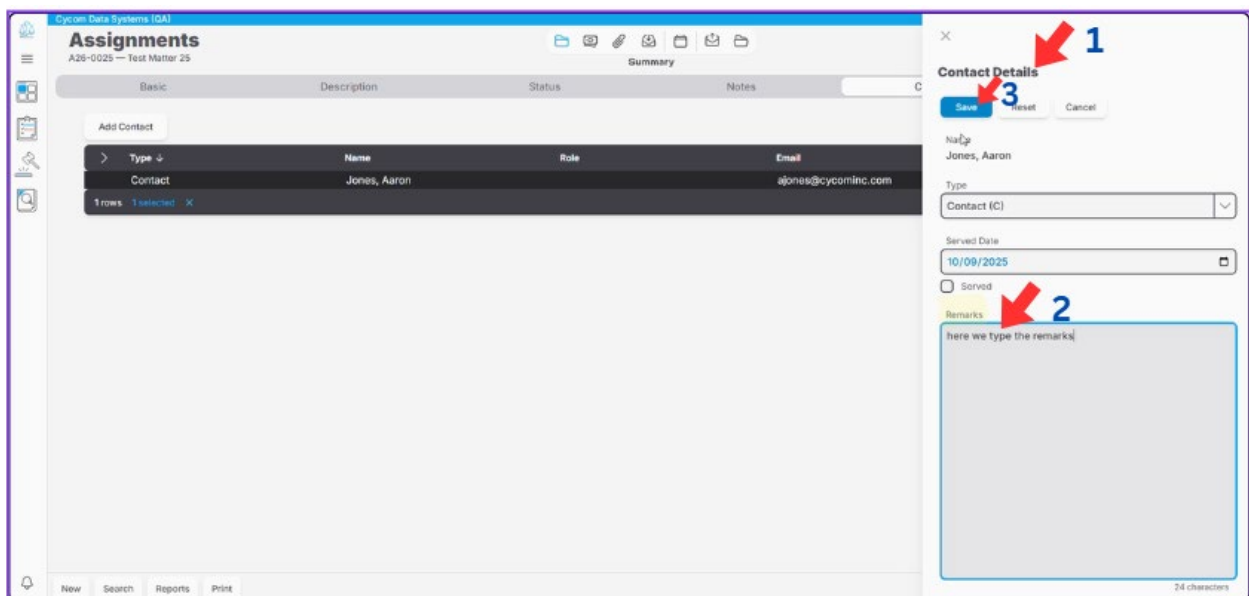 Cycom Data Systems (QA)
Assignments
A26-0025 — Test Matter 25
Summary
Basic
Description
Status
Notes
C
Add Contact
Type
Name
Role
Email
Contact
Jones, Aaron
ajones@cycominc.com
1 rows 1 selected
New
Search
Reports
Print
1
Contact Details
3
Save
Reset
Cancel
Name
Jones, Aaron
Type
Contact (C)
Served Date
10/09/2025
Served
2
Remarks
here we type the remarks
24 characters